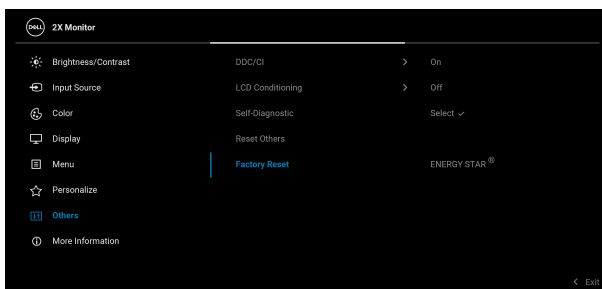 DELL 2X Monitor
Brightness/Contrast DDC/CI > On
Input Source LCD Conditioning > Off
Color Self-Diagnostic Select ✓
Display Reset Others
Menu Factory Reset ENERGY STAR ®
Personalize
Others
More Information
< Exit